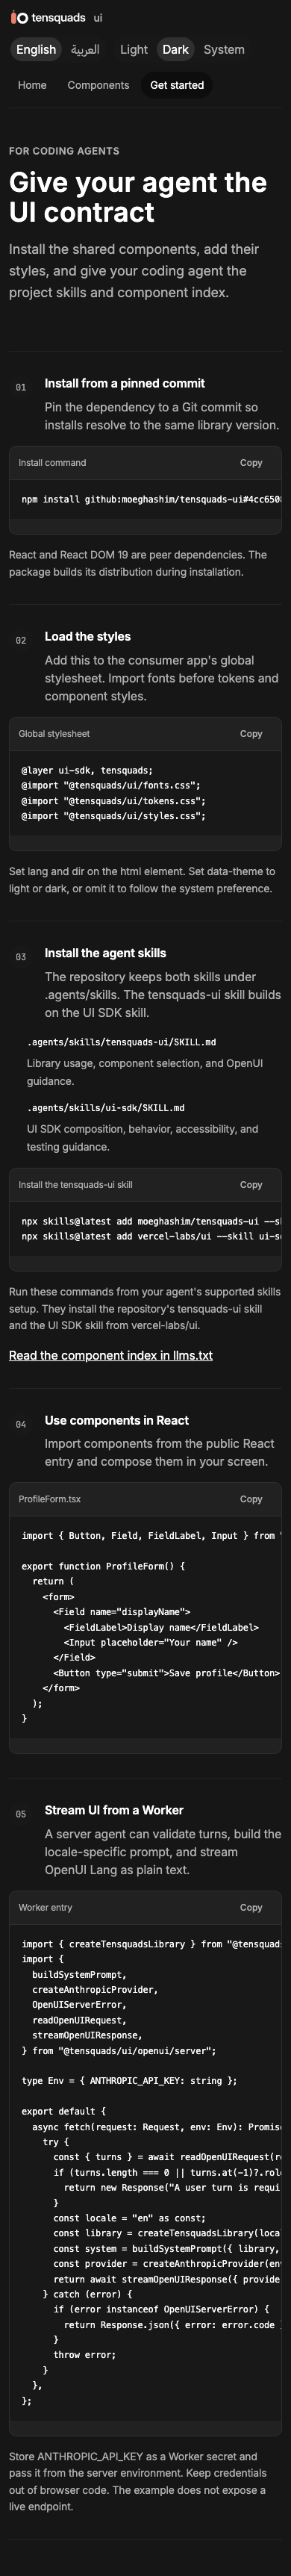 tensquads ui
English العربية Light Dark System
Home Components Get started
FOR CODING AGENTS
Give your agent the
UI contract
Install the shared components, add their
styles, and give your coding agent the
project skills and component index.
01 Install from a pinned commit
Pin the dependency to a Git commit so
installs resolve to the same library version.
Install command Copy
npm install github:moeghashim/tensquads-ui#4cc650
React and React DOM 19 are peer dependencies. The
package builds its distribution during installation.
02 Load the styles
Add this to the consumer app's global
stylesheet. Import fonts before tokens and
component styles.
Global stylesheet Copy
@layer ui-sdk, tensquads;
@import "@tensquads/ui/fonts.css";
@import "@tensquads/ui/tokens.css";
@import "@tensquads/ui/styles.css";
Set lang and dir on the html element. Set data-theme to
light or dark, or omit it to follow the system preference.
03 Install the agent skills
The repository keeps both skills under
.agents/skills. The tensquads-ui skill builds
on the UI SDK skill.
.agents/skills/tensquads-ui/SKILL.md
Library usage, component selection, and OpenUI
guidance.
.agents/skills/ui-sdk/SKILL.md
UI SDK composition, behavior, accessibility, and
testing guidance.
Install the tensquads-ui skill Copy
npx skills@latest add moeghashim/tensquads-ui --s
npx skills@latest add vercel-labs/ui --skill ui-s
Run these commands from your agent's supported skills
setup. They install the repository's tensquads-ui skill
and the UI SDK skill from vercel-labs/ui.
Read the component index in llms.txt
04 Use components in React
Import components from the public React
entry and compose them in your screen.
ProfileForm.tsx Copy
import { Button, Field, FieldLabel, Input } from "
export function ProfileForm() {
return (
<form>
<Field name="displayName">
<FieldLabel>Display name</FieldLabel>
<Input placeholder="Your name" />
</Field>
<Button type="submit">Save profile</Button>
</form>
);
}
05 Stream UI from a Worker
A server agent can validate turns, build the
locale-specific prompt, and stream
OpenUI Lang as plain text.
Worker entry Copy
import { createTensquadsLibrary } from "@tensquads
import {
buildSystemPrompt,
createAnthropicProvider,
OpenUIServerError,
readOpenUIRequest,
streamOpenUIResponse,
} from "@tensquads/ui/openui/server";
type Env = { ANTHROPIC_API_KEY: string };
export default {
async fetch(request: Request, env: Env): Promis
try {
const { turns } = await readOpenUIRequest(r
if (turns.length === 0 || turns.at(-1)?.rol
return new Response("A user turn is requi
}
const locale = "en" as const;
const library = createTensquadsLibrary(loca
const system = buildSystemPrompt({ library,
const provider = createAnthropicProvider(en
return await streamOpenUIResponse({ provide
} catch (error) {
if (error instanceof OpenUIServerError) {
return Response.json({ error: error.code
}
throw error;
}
},
};
Store ANTHROPIC_API_KEY as a Worker secret and
pass it from the server environment. Keep credentials
out of browser code. The example does not expose a
live endpoint.